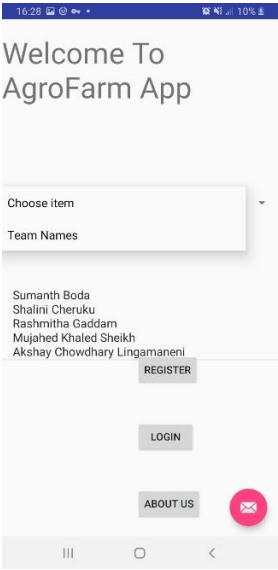 16:28 10%
Welcome To
AgroFarm App
Choose item
Team Names
Sumanth Boda
Shalini Cheruku
Rashmitha Gaddam
Mujahed Khaled Sheikh
Akshay Chowdhary Lingamaneni
REGISTER
LOGIN
ABOUT US